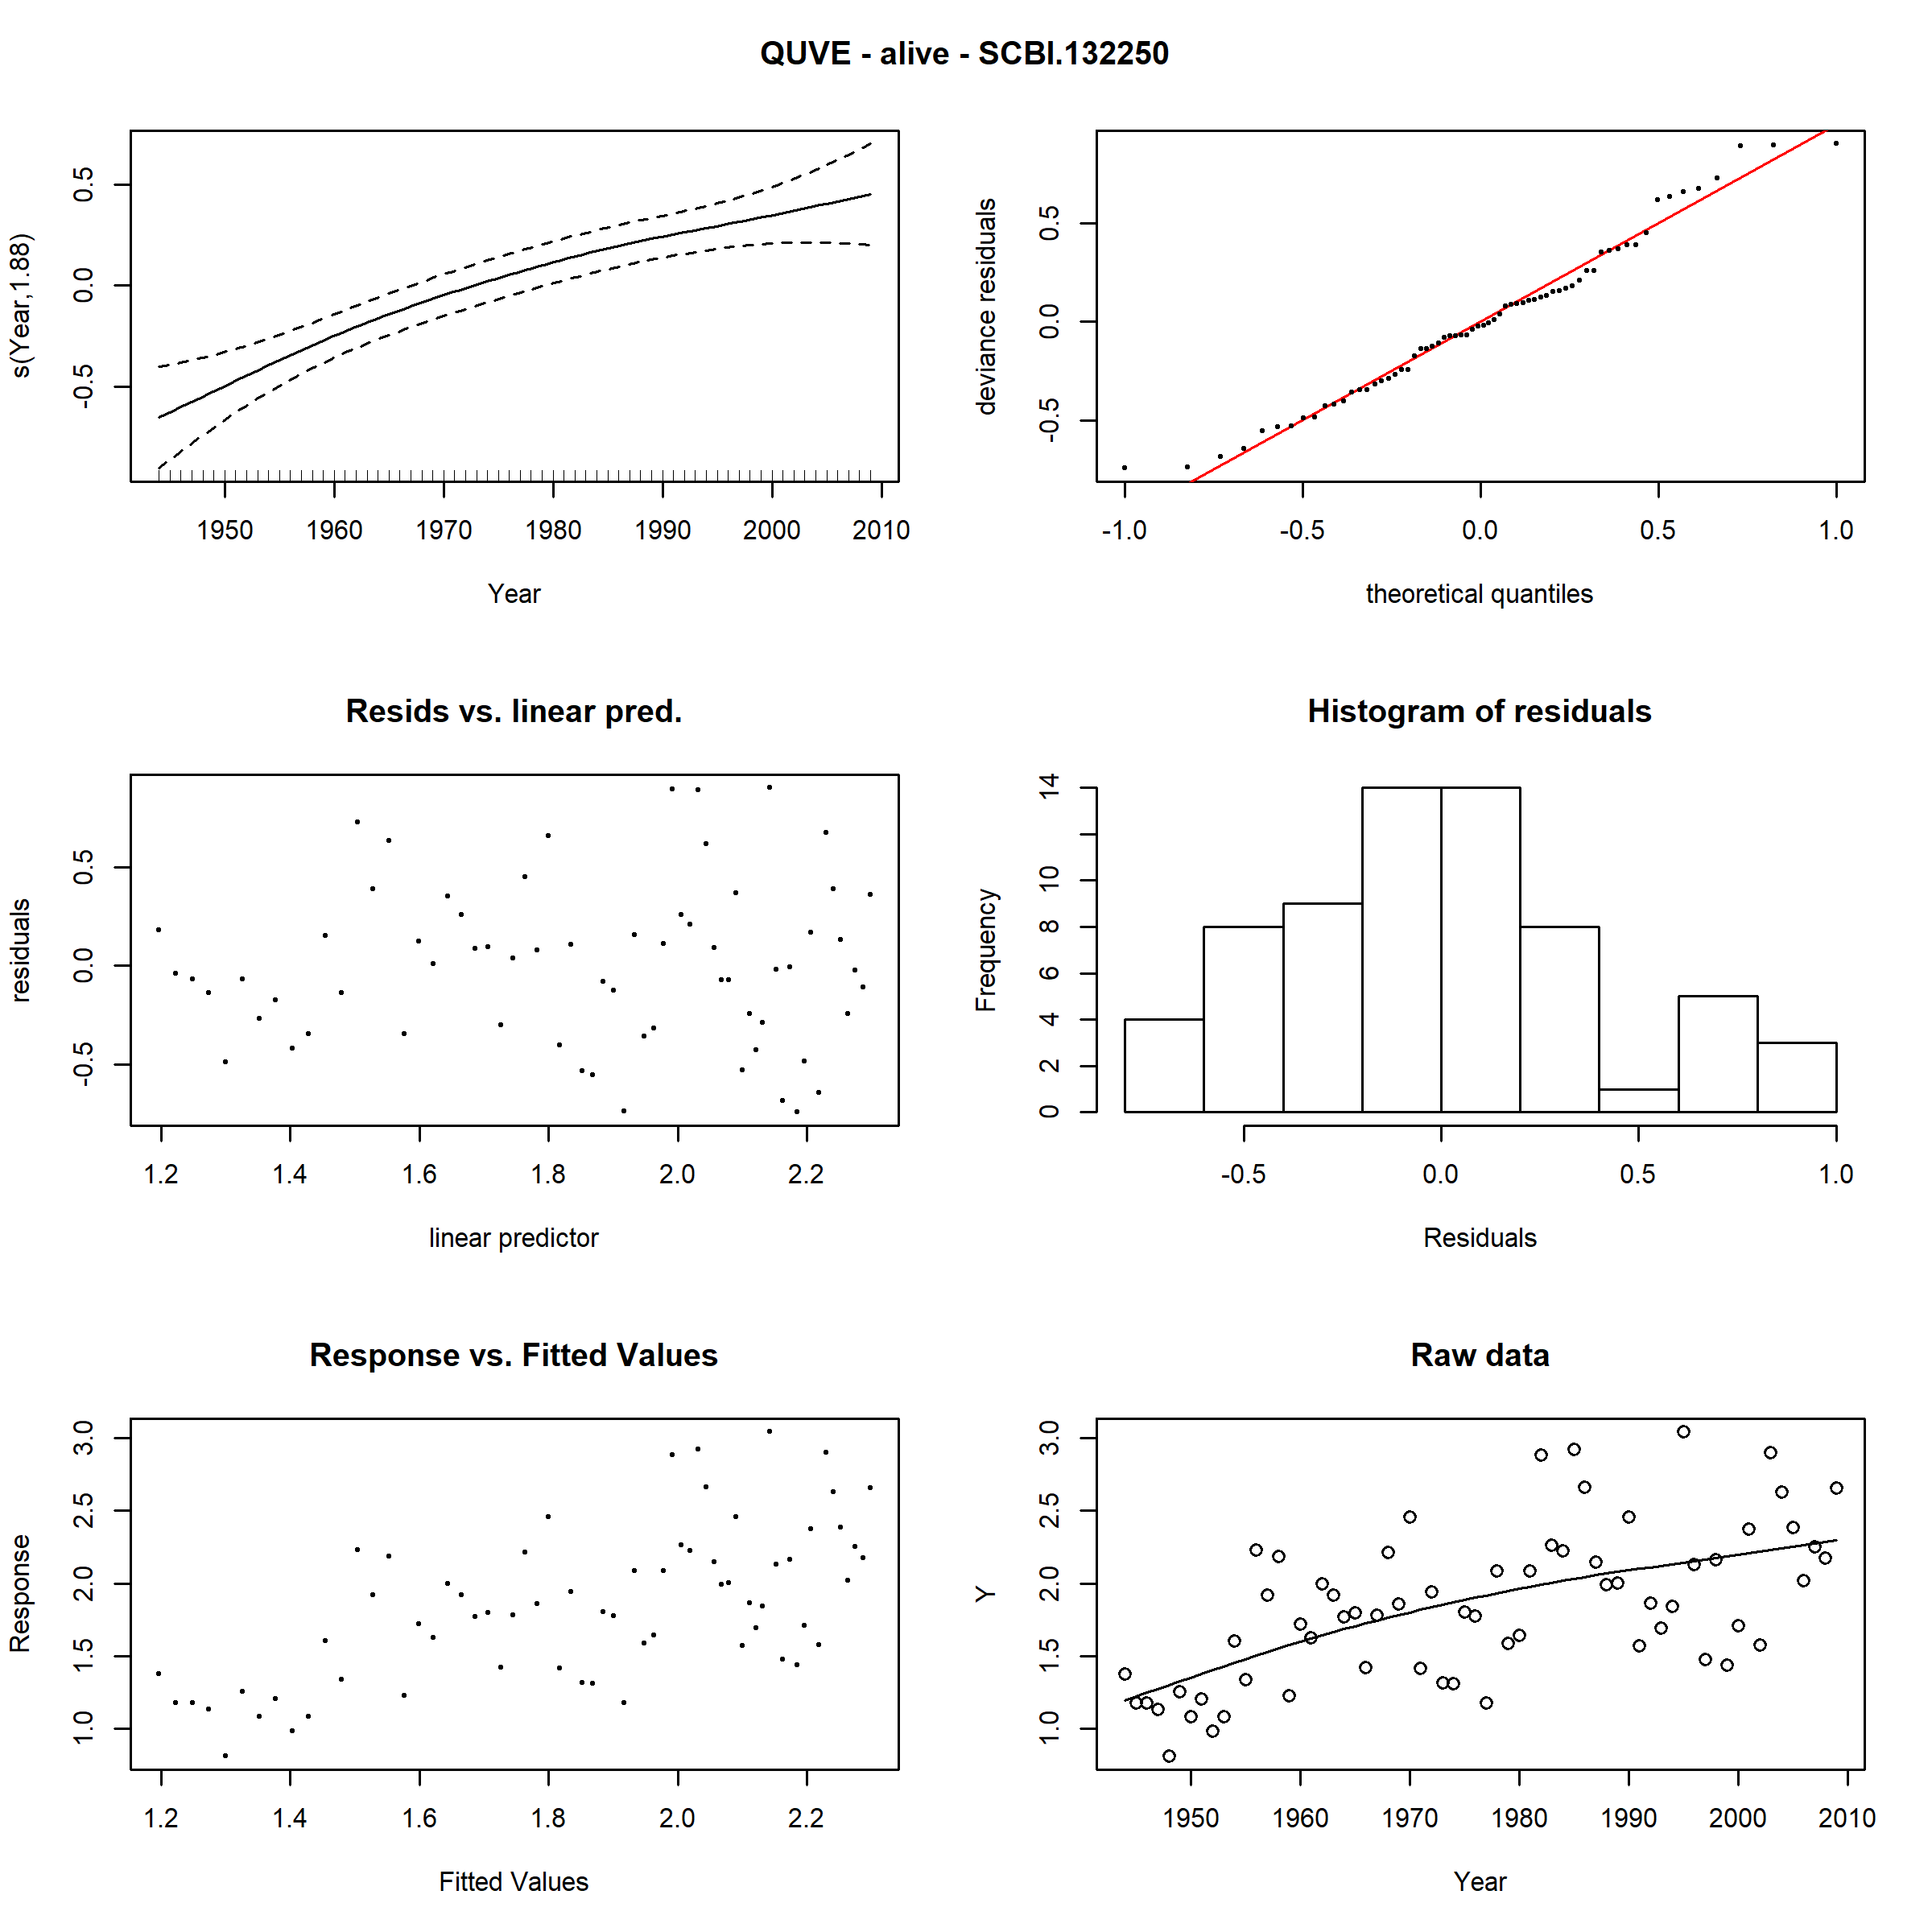 QUVE - alive - SCBI.132250
s(Year,1.88)
-0.5 0.0 0.5
1950 1960 1970 1980 1990 2000 2010
Year
deviance residuals
-0.5 0.0 0.5
-1.0 -0.5 0.0 0.5 1.0
theoretical quantiles
Resids vs. linear pred.
residuals
-0.5 0.0 0.5
1.2 1.4 1.6 1.8 2.0 2.2
linear predictor
Histogram of residuals
Frequency
0 2 4 6 8 10 14
-0.5 0.0 0.5 1.0
Residuals
Response vs. Fitted Values
Response
1.0 1.5 2.0 2.5 3.0
1.2 1.4 1.6 1.8 2.0 2.2
Fitted Values
Raw data
Y
1.0 1.5 2.0 2.5 3.0
1950 1960 1970 1980 1990 2000 2010
Year